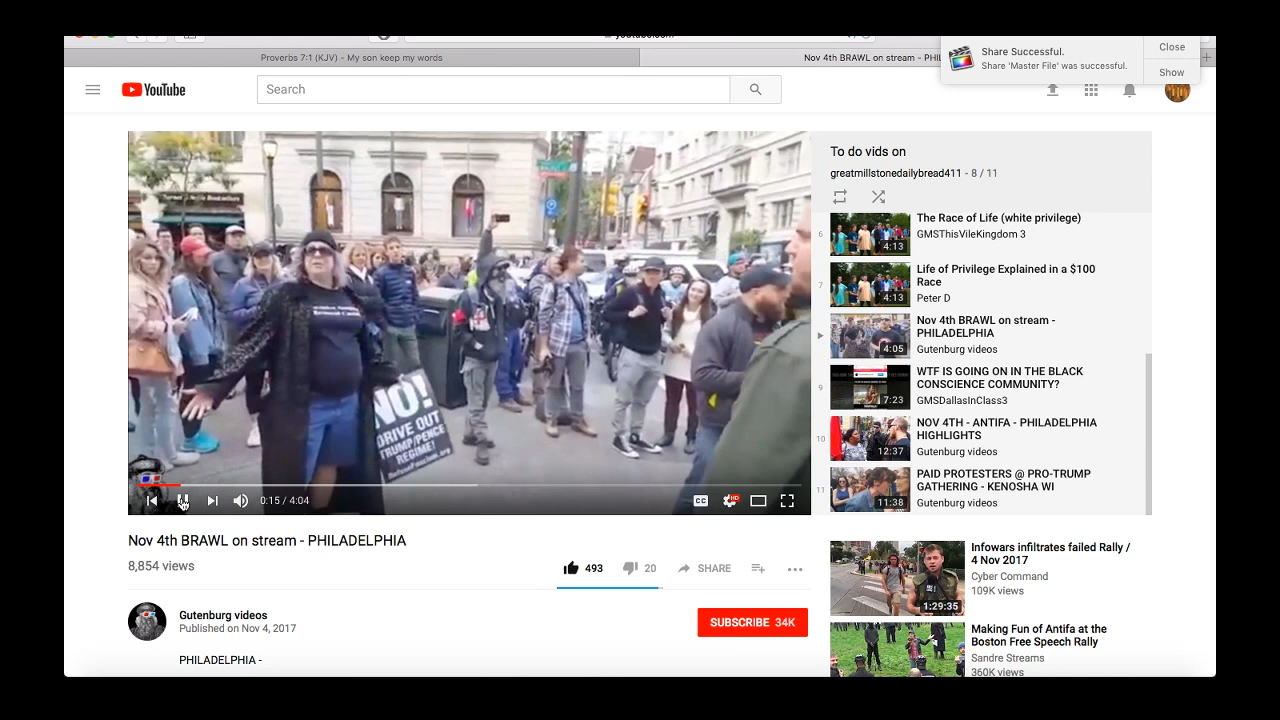 youtube.com
Proverbs 7:1 (KJV) - My son keep my words
Nov 4th BRAWL on stream - PHIL
Share Successful.
Share 'Master File' was successful.
Close
Show
YouTube
Search
To do vids on
greatmillstonedailybread411 - 8 / 11
6
The Race of Life (white privilege)
GMSThisVileKingdom 3
4:13
7
Life of Privilege Explained in a $100
Race
Peter D
4:13
Nov 4th BRAWL on stream -
PHILADELPHIA
Gutenburg videos
4:05
9
WTF IS GOING ON IN THE BLACK
CONSCIENCE COMMUNITY?
GMSDallasInClass3
7:23
10
NOV 4TH - ANTIFA - PHILADELPHIA
HIGHLIGHTS
Gutenburg videos
12:37
11
PAID PROTESTERS @ PRO-TRUMP
GATHERING - KENOSHA WI
Gutenburg videos
11:38
NO!
DRIVE OUT
TRUMP/PENCE
REGIME!
RefuseFascism.org
0:15 / 4:04
CC
HD
Nov 4th BRAWL on stream - PHILADELPHIA
8,854 views
493
20
SHARE
Gutenburg videos
Published on Nov 4, 2017
SUBSCRIBE 34K
PHILADELPHIA -
Infowars infiltrates failed Rally /
4 Nov 2017
Cyber Command
109K views
1:29:35
Making Fun of Antifa at the
Boston Free Speech Rally
Sandre Streams
360K views